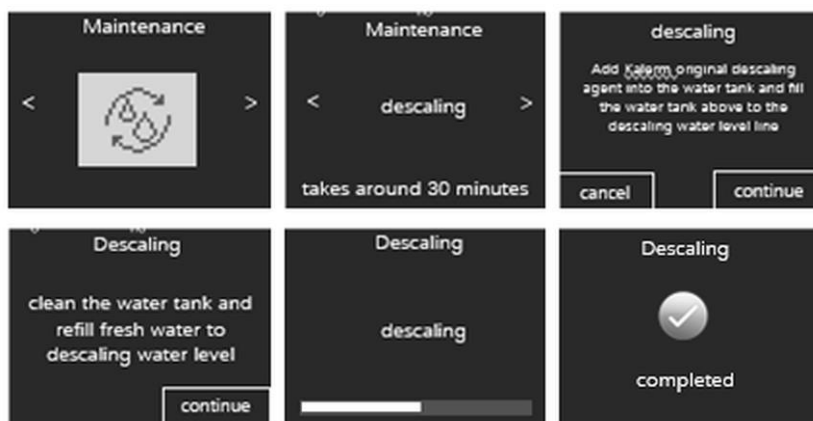 Maintenance
<
>
Maintenance
<
descaling
>
takes around 30 minutes
descaling
Add Kalerm original descaling
agent into the water tank and fill
the water tank above to the
descaling water level line
cancel
continue
Descaling
clean the water tank and
refill fresh water to
descaling water level
continue
Descaling
descaling
Descaling
completed